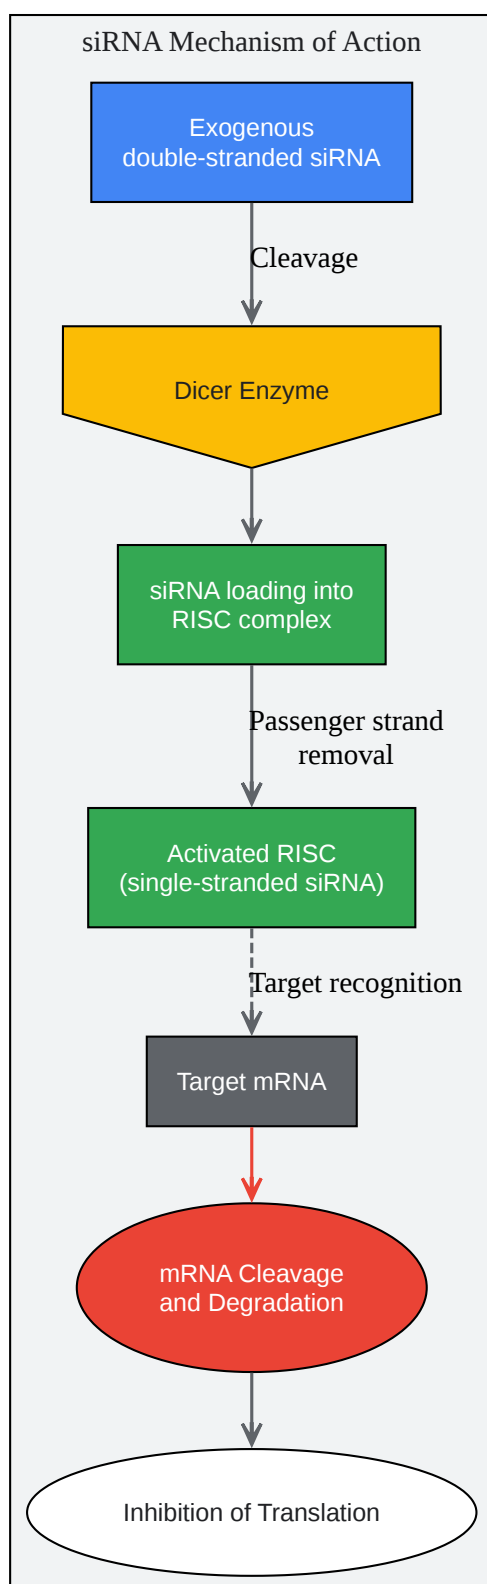 siRNA Mechanism of Action
Exogenous
double-stranded siRNA
Cleavage
Dicer Enzyme
siRNA loading into
RISC complex
Passenger strand
removal
Activated RISC
(single-stranded siRNA)
Target recognition
Target mRNA
mRNA Cleavage
and Degradation
Inhibition of Translation